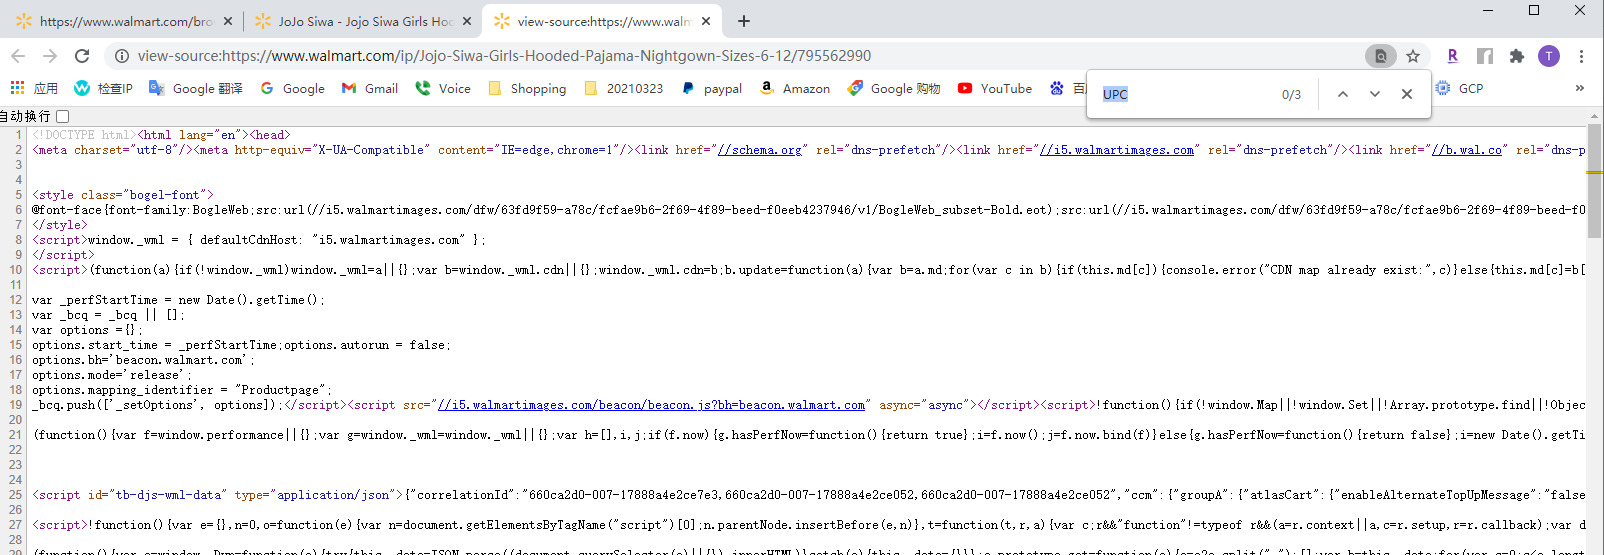 https://www.walmart.com/bro
JoJo Siwa - Jojo Siwa Girls Hoo
view-source:https://www.walm
view-source:https://www.walmart.com/ip/Jojo-Siwa-Girls-Hooded-Pajama-Nightgown-Sizes-6-12/795562990
应用 检查IP Google 翻译 Google Gmail Voice Shopping 20210323 paypal Amazon Google 购物 YouTube 百 GCP »
UPC 0/3
自动换行
1 <!DOCTYPE html><html lang="en"><head>
2 <meta charset="utf-8"/><meta http-equiv="X-UA-Compatible" content="IE=edge,chrome=1"/><link href="//schema.org" rel="dns-prefetch"/><link href="//i5.walmartimages.com" rel="dns-prefetch"/><link href="//b.wal.co" rel="dns-p
3
4
5 <style class="bogel-font">
6 @font-face{font-family:BogleWeb;src:url(//i5.walmartimages.com/dfw/63fd9f59-a78c/fcfae9b6-2f69-4f89-beed-f0eeb4237946/v1/BogleWeb_subset-Bold.eot);src:url(//i5.walmartimages.com/dfw/63fd9f59-a78c/fcfae9b6-2f69-4f89-beed-f0
7 </style>
8 <script>window._wml = { defaultCdnHost: "i5.walmartimages.com" };
9 </script>
10 <script>(function(a){if(!window._wml)window._wml=a||{};var b=window._wml.cdn||{};window._wml.cdn=b;b.update=function(a){var b=a.md;for(var c in b){if(this.md[c]){console.error("CDN map already exist:",c)}else{this.md[c]=b[
11
12 var _perfStartTime = new Date().getTime();
13 var _bcq = _bcq || [];
14 var options ={};
15 options.start_time = _perfStartTime;options.autorun = false;
16 options.bh='beacon.walmart.com';
17 options.mode='release';
18 options.mapping_identifier = "Productpage";
19 _bcq.push(['_setOptions', options]);</script><script src="//i5.walmartimages.com/beacon/beacon.js?bh=beacon.walmart.com" async="async"></script><script>!function(){if(!window.Map||!window.Set||!Array.prototype.find||!Objec
20
21 (function(){var f=window.performance||{};var g=window._wml=window._wml||{};var h=[],i,j;if(f.now){g.hasPerfNow=function(){return true};i=f.now();j=f.now.bind(f)}else{g.hasPerfNow=function(){return false};i=new Date().getTi
22
23
24
25 <script id="tb-djs-wml-data" type="application/json">{"correlationId":"660ca2d0-007-17888a4e2ce7e3,660ca2d0-007-17888a4e2ce052,660ca2d0-007-17888a4e2ce052","ccm":{"groupA":{"atlasCart":{"enableAlternateTopUpMessage":"false
26
27 <script>!function(){var e={},n=0,o=function(e){var n=document.getElementsByTagName("script")[0];n.parentNode.insertBefore(e,n)},t=function(t,r,a){var c;r&&"function"!=typeof r&&(a=r.context||a,c=r.setup,r=r.callback);var d
28